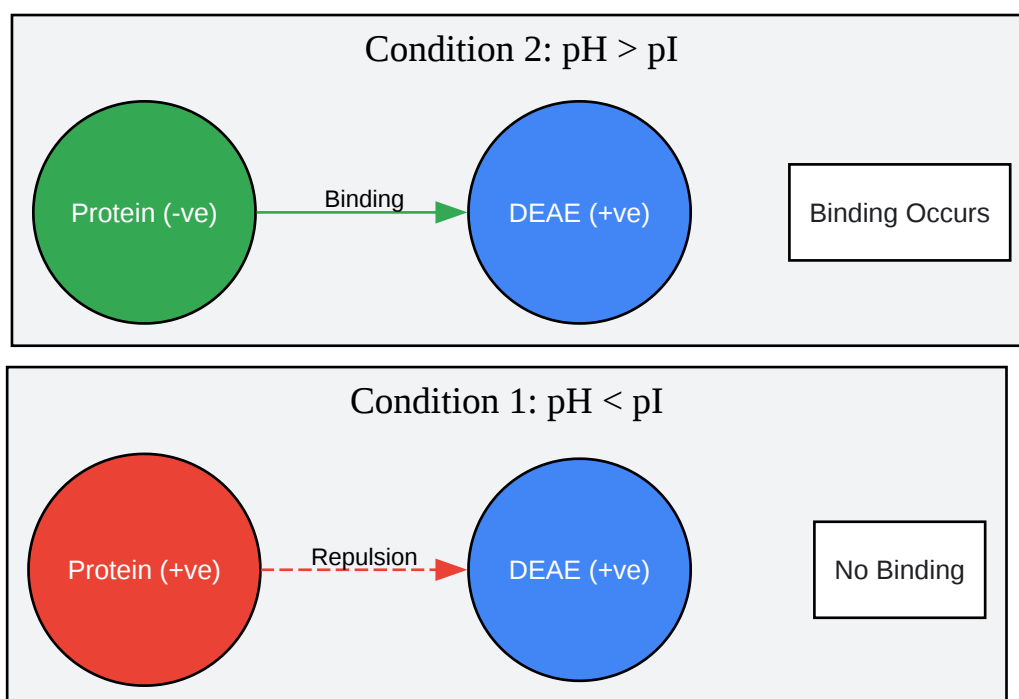 Condition 2: pH > pI
Protein (-ve)
Binding
DEAE (+ve)
Binding Occurs
Condition 1: pH < pI
Protein (+ve)
Repulsion
DEAE (+ve)
No Binding